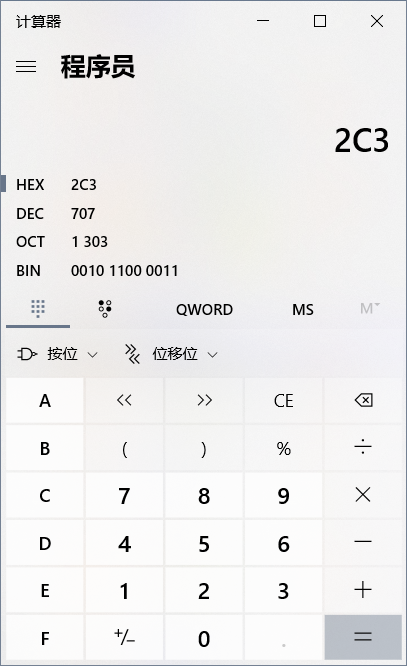 计算器
程序员
2C3
HEX 2C3
DEC 707
OCT 1 303
BIN 0010 1100 0011
QWORD MS M
按位 位移位
A << >> CE
B ( ) % ÷
C 7 8 9 ×
D 4 5 6 −
E 1 2 3 +
F +/− 0 . =